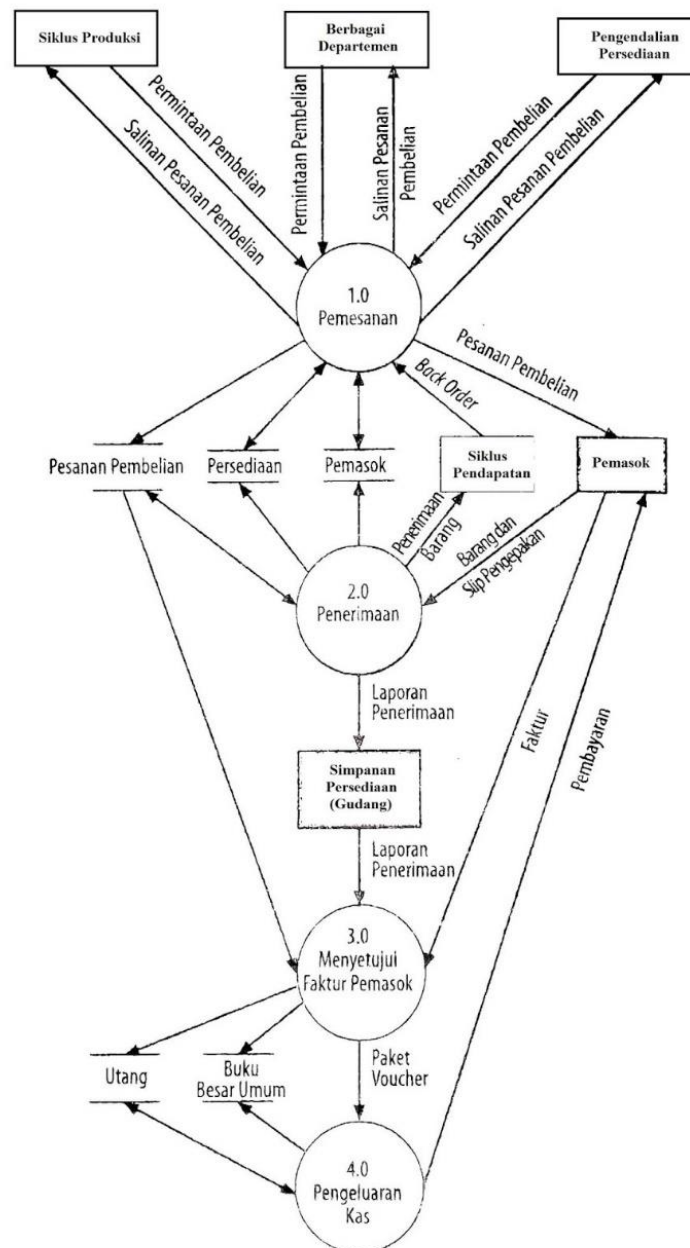 Siklus Produksi
Berbagai
Departemen
Pengendalian
Persediaan
Permintaan Pembelian
Salinan Pesanan Pembelian
Permintaan Pembelian
Salinan Pesanan
Pembelian
Permintaan Pembelian
Salinan Pesanan Pembelian
1.0
Pemesanan
Pesanan Pembelian
Back Order
Pesanan Pembelian
Persediaan
Pemasok
Siklus
Pendapatan
Pemasok
Penerimaan
Barang
Barang dan
Slip Pengepakan
2.0
Penerimaan
Laporan
Penerimaan
Faktur
Pembayaran
Simpanan
Persediaan
(Gudang)
Laporan
Penerimaan
3.0
Menyetujui
Faktur Pemasok
Utang
Buku
Besar Umum
Paket
Voucher
4.0
Pengeluaran
Kas